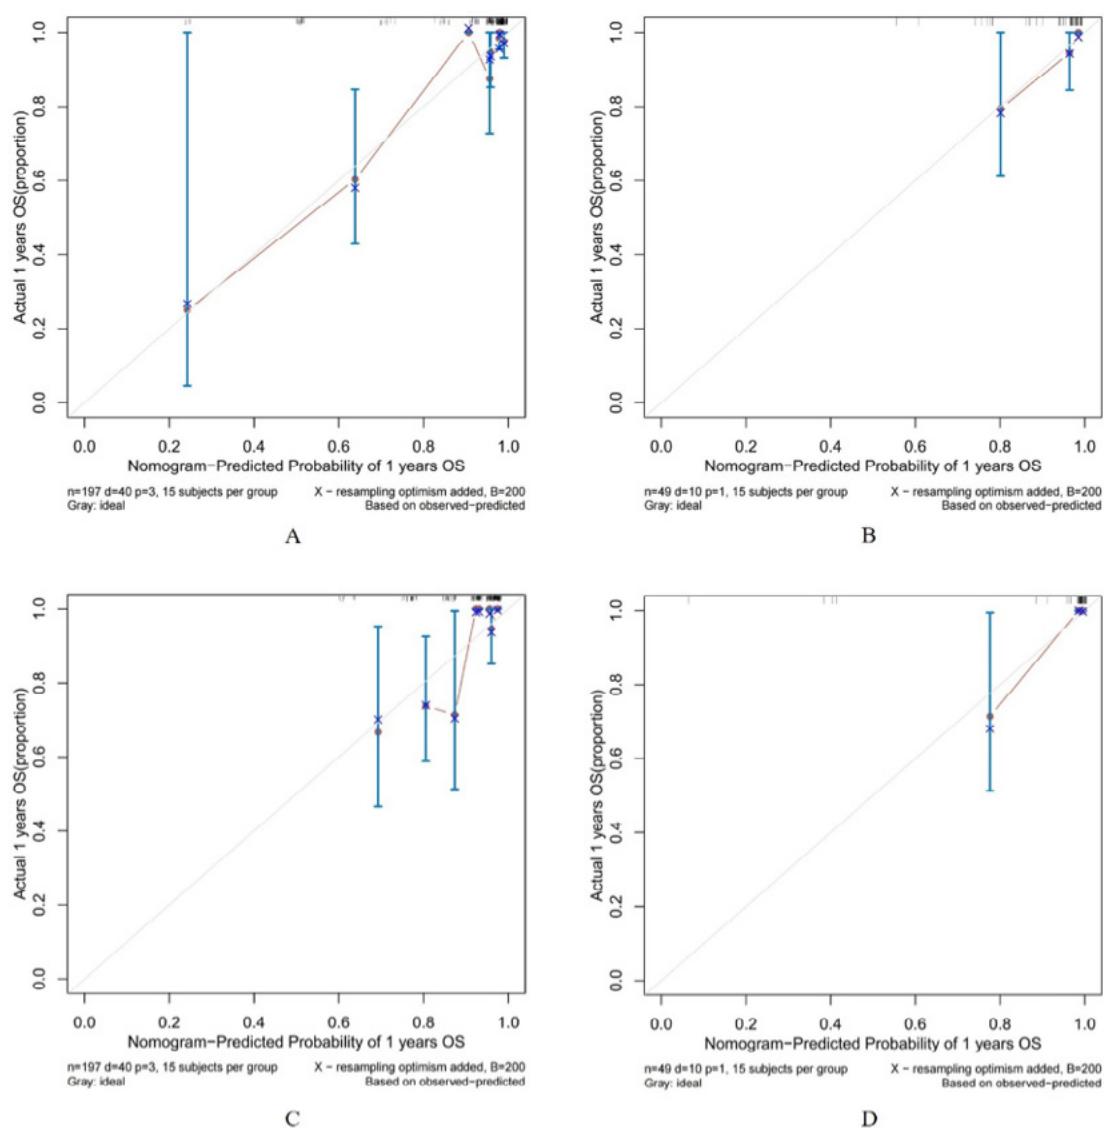 1.0
0.8
0.6
0.4
0.2
0.0
Actual 1 years OS(proportion)
0.0 0.2 0.4 0.6 0.8 1.0
Nomogram−Predicted Probability of 1 years OS
n=197 d=40 p=3, 15 subjects per group X − resampling optimism added, B=200
Gray: ideal Based on observed−predicted
A
1.0
0.8
0.6
0.4
0.2
0.0
Actual 1 years OS(proportion)
0.0 0.2 0.4 0.6 0.8 1.0
Nomogram−Predicted Probability of 1 years OS
n=49 d=10 p=1, 15 subjects per group X − resampling optimism added, B=200
Gray: ideal Based on observed−predicted
B
1.0
0.8
0.6
0.4
0.2
0.0
Actual 1 years OS(proportion)
0.0 0.2 0.4 0.6 0.8 1.0
Nomogram−Predicted Probability of 1 years OS
n=197 d=40 p=3, 15 subjects per group X − resampling optimism added, B=200
Gray: ideal Based on observed−predicted
C
1.0
0.8
0.6
0.4
0.2
0.0
Actual 1 years OS(proportion)
0.0 0.2 0.4 0.6 0.8 1.0
Nomogram−Predicted Probability of 1 years OS
n=49 d=10 p=1, 15 subjects per group X − resampling optimism added, B=200
Gray: ideal Based on observed−predicted
D